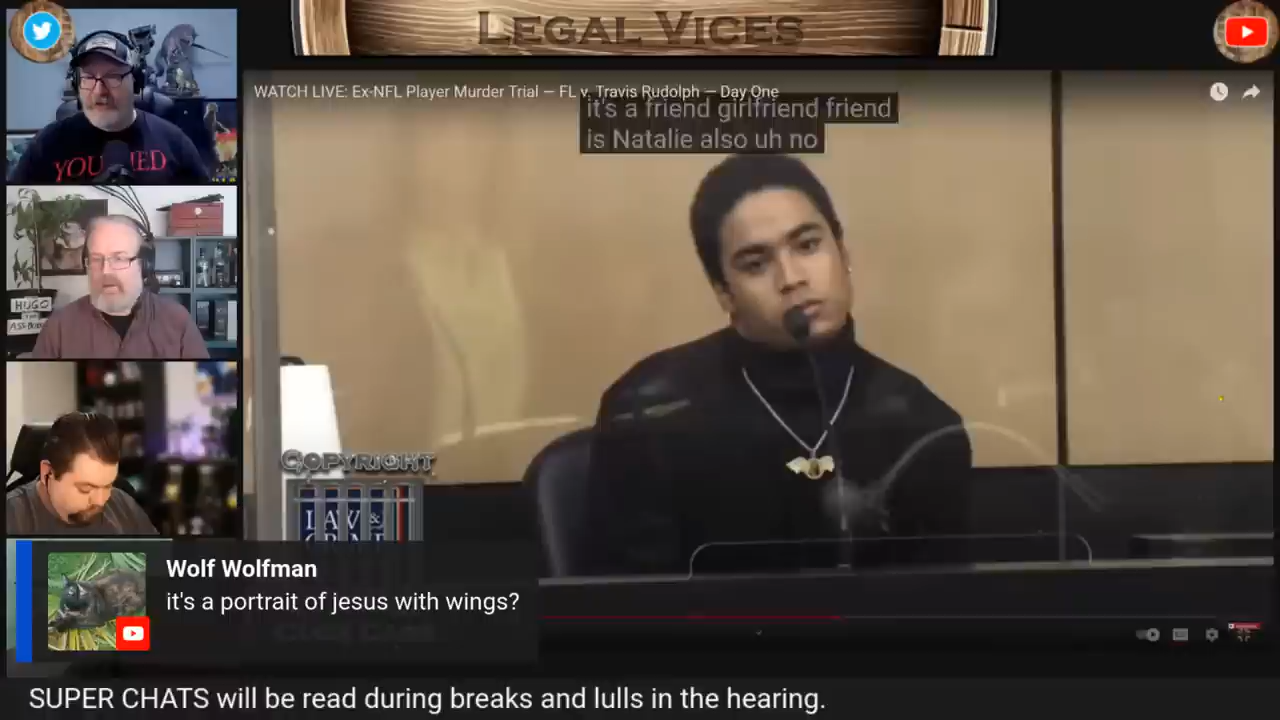 LEGAL VICES
WATCH LIVE: Ex-NFL Player Murder Trial — FL v. Travis Rudolph — Day One
it's a friend girlfriend friend
is Natalie also uh no
HUGO
COPYRIGHT
LAW &
CRIME
Wolf Wolfman
it's a portrait of jesus with wings?
SUPER CHATS will be read during breaks and lulls in the hearing.